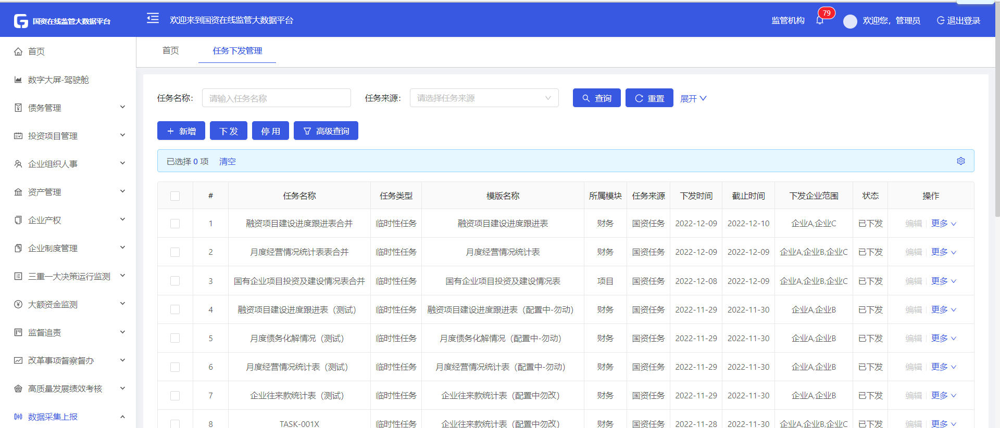 国资在线监管大数据平台
欢迎来到国资在线监管大数据平台
监管机构
79
欢迎您，管理员
退出登录
首页
数字大屏-驾驶舱
债务管理
投资项目管理
企业组织人事
资产管理
企业产权
企业制度管理
三重一大决策运行监测
大额资金监测
监督追责
改革事项督察督办
高质量发展绩效考核
数据采集上报
首页 任务下发管理
任务名称： 请输入任务名称 任务来源： 请选择任务来源 查询 重置 展开
新增 下发 停用 高级查询
已选择 0 项 清空
# 任务名称 任务类型 模版名称 所属模块 任务来源 下发时间 截止时间 下发企业范围 状态 操作
1 融资项目建设进度跟进表合并 临时性任务 融资项目建设进度跟进表 财务 国资任务 2022-12-09 2022-12-10 企业A,企业C 已下发 编辑 更多
2 月度经营情况统计表表合并 临时性任务 月度经营情况统计表 财务 国资任务 2022-12-09 2022-12-09 企业A,企业B,企业C 已下发 编辑 更多
3 国有企业项目投资及建设情况表合并 临时性任务 国有企业项目投资及建设情况表 项目 国资任务 2022-12-08 2022-12-09 企业A,企业B,企业C 已下发 编辑 更多
4 融资项目建设进度跟进表（测试） 临时性任务 融资项目建设进度跟进表（配置中-勿动） 财务 国资任务 2022-11-29 2022-11-30 企业A,企业B 已下发 编辑 更多
5 月度债务化解情况（测试） 临时性任务 月度债务化解情况（配置中-勿动） 财务 国资任务 2022-11-29 2022-11-30 企业A,企业B 已下发 编辑 更多
6 月度经营情况统计表（测试） 临时性任务 月度经营情况统计表（配置中-勿动） 财务 国资任务 2022-11-29 2022-11-30 企业A,企业B 已下发 编辑 更多
7 企业往来款统计表（测试） 临时性任务 企业往来款统计表（配置中勿改） 财务 国资任务 2022-11-29 2022-11-30 企业A,企业B 已下发 编辑 更多
8 TASK-001X 临时性任务 企业往来款统计表（配置中勿改） 财务 国资任务 2022-11-28 2022-11-30 企业A,企业B,企业C 已下发 编辑 更多